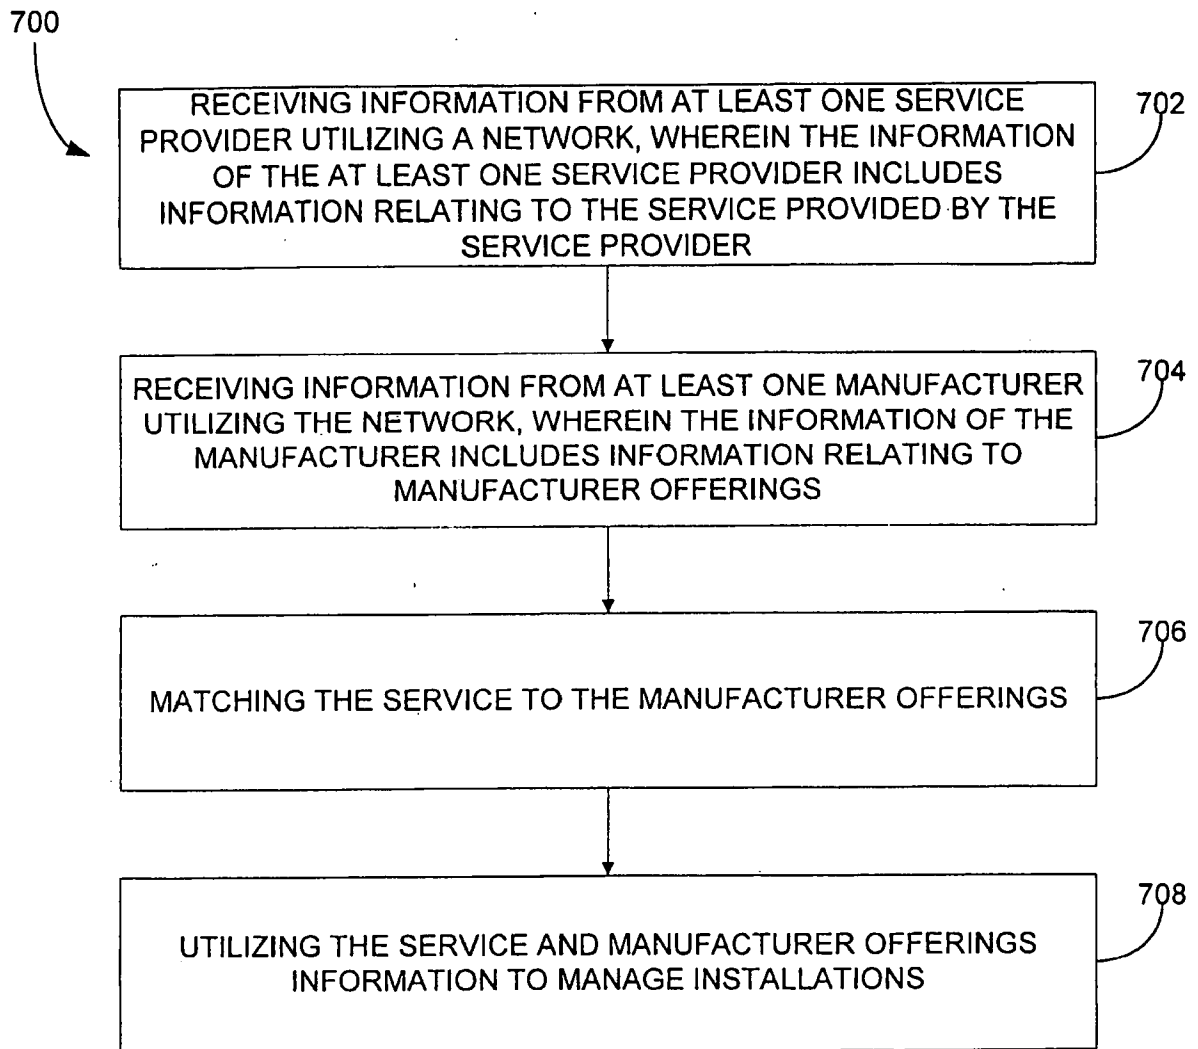 700
RECEIVING INFORMATION FROM AT LEAST ONE SERVICE
PROVIDER UTILIZING A NETWORK, WHEREIN THE INFORMATION
OF THE AT LEAST ONE SERVICE PROVIDER INCLUDES
INFORMATION RELATING TO THE SERVICE PROVIDED BY THE
SERVICE PROVIDER
702
RECEIVING INFORMATION FROM AT LEAST ONE MANUFACTURER
UTILIZING THE NETWORK, WHEREIN THE INFORMATION OF THE
MANUFACTURER INCLUDES INFORMATION RELATING TO
MANUFACTURER OFFERINGS
704
MATCHING THE SERVICE TO THE MANUFACTURER OFFERINGS
706
UTILIZING THE SERVICE AND MANUFACTURER OFFERINGS
INFORMATION TO MANAGE INSTALLATIONS
708